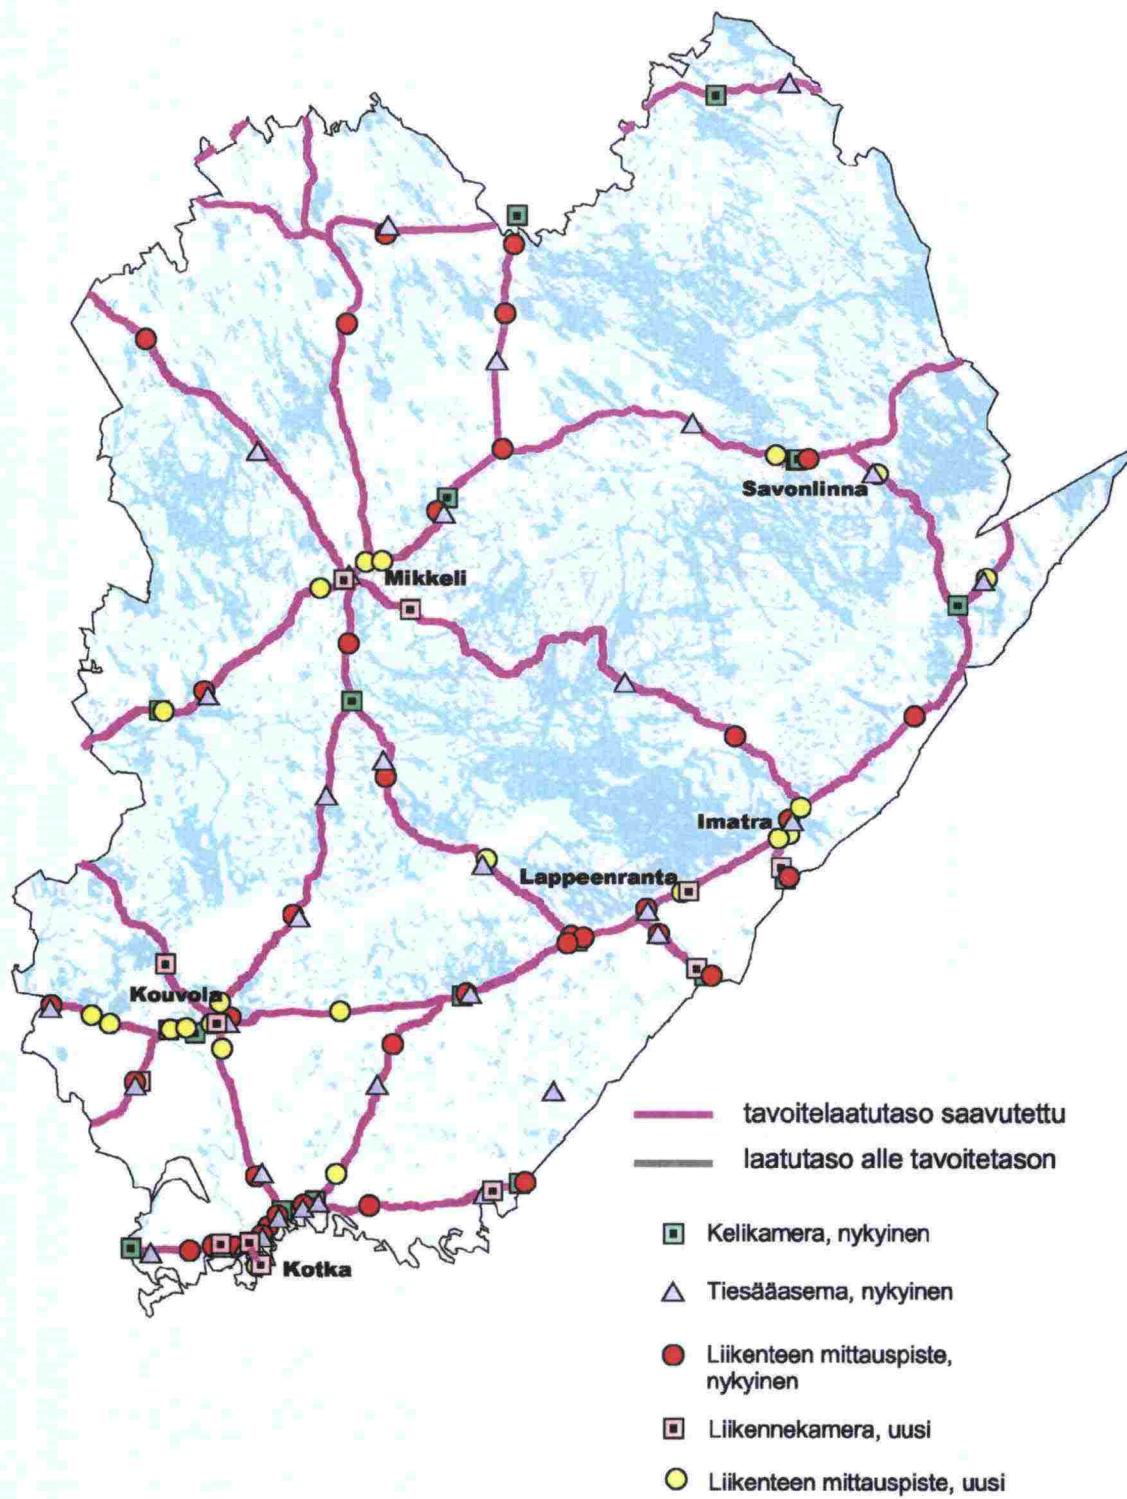 Savonlinna
Mikkeli
Imatra
Lappeenranta
Kouvola
Kotka
tavoitelaatutaso saavutettu
laatutaso alle tavoitetason
Kelikamera, nykyinen
Tiesääasema, nykyinen
Liikenteen mittauspiste,
nykyinen
Liikennekamera, uusi
Liikenteen mittauspiste, uusi